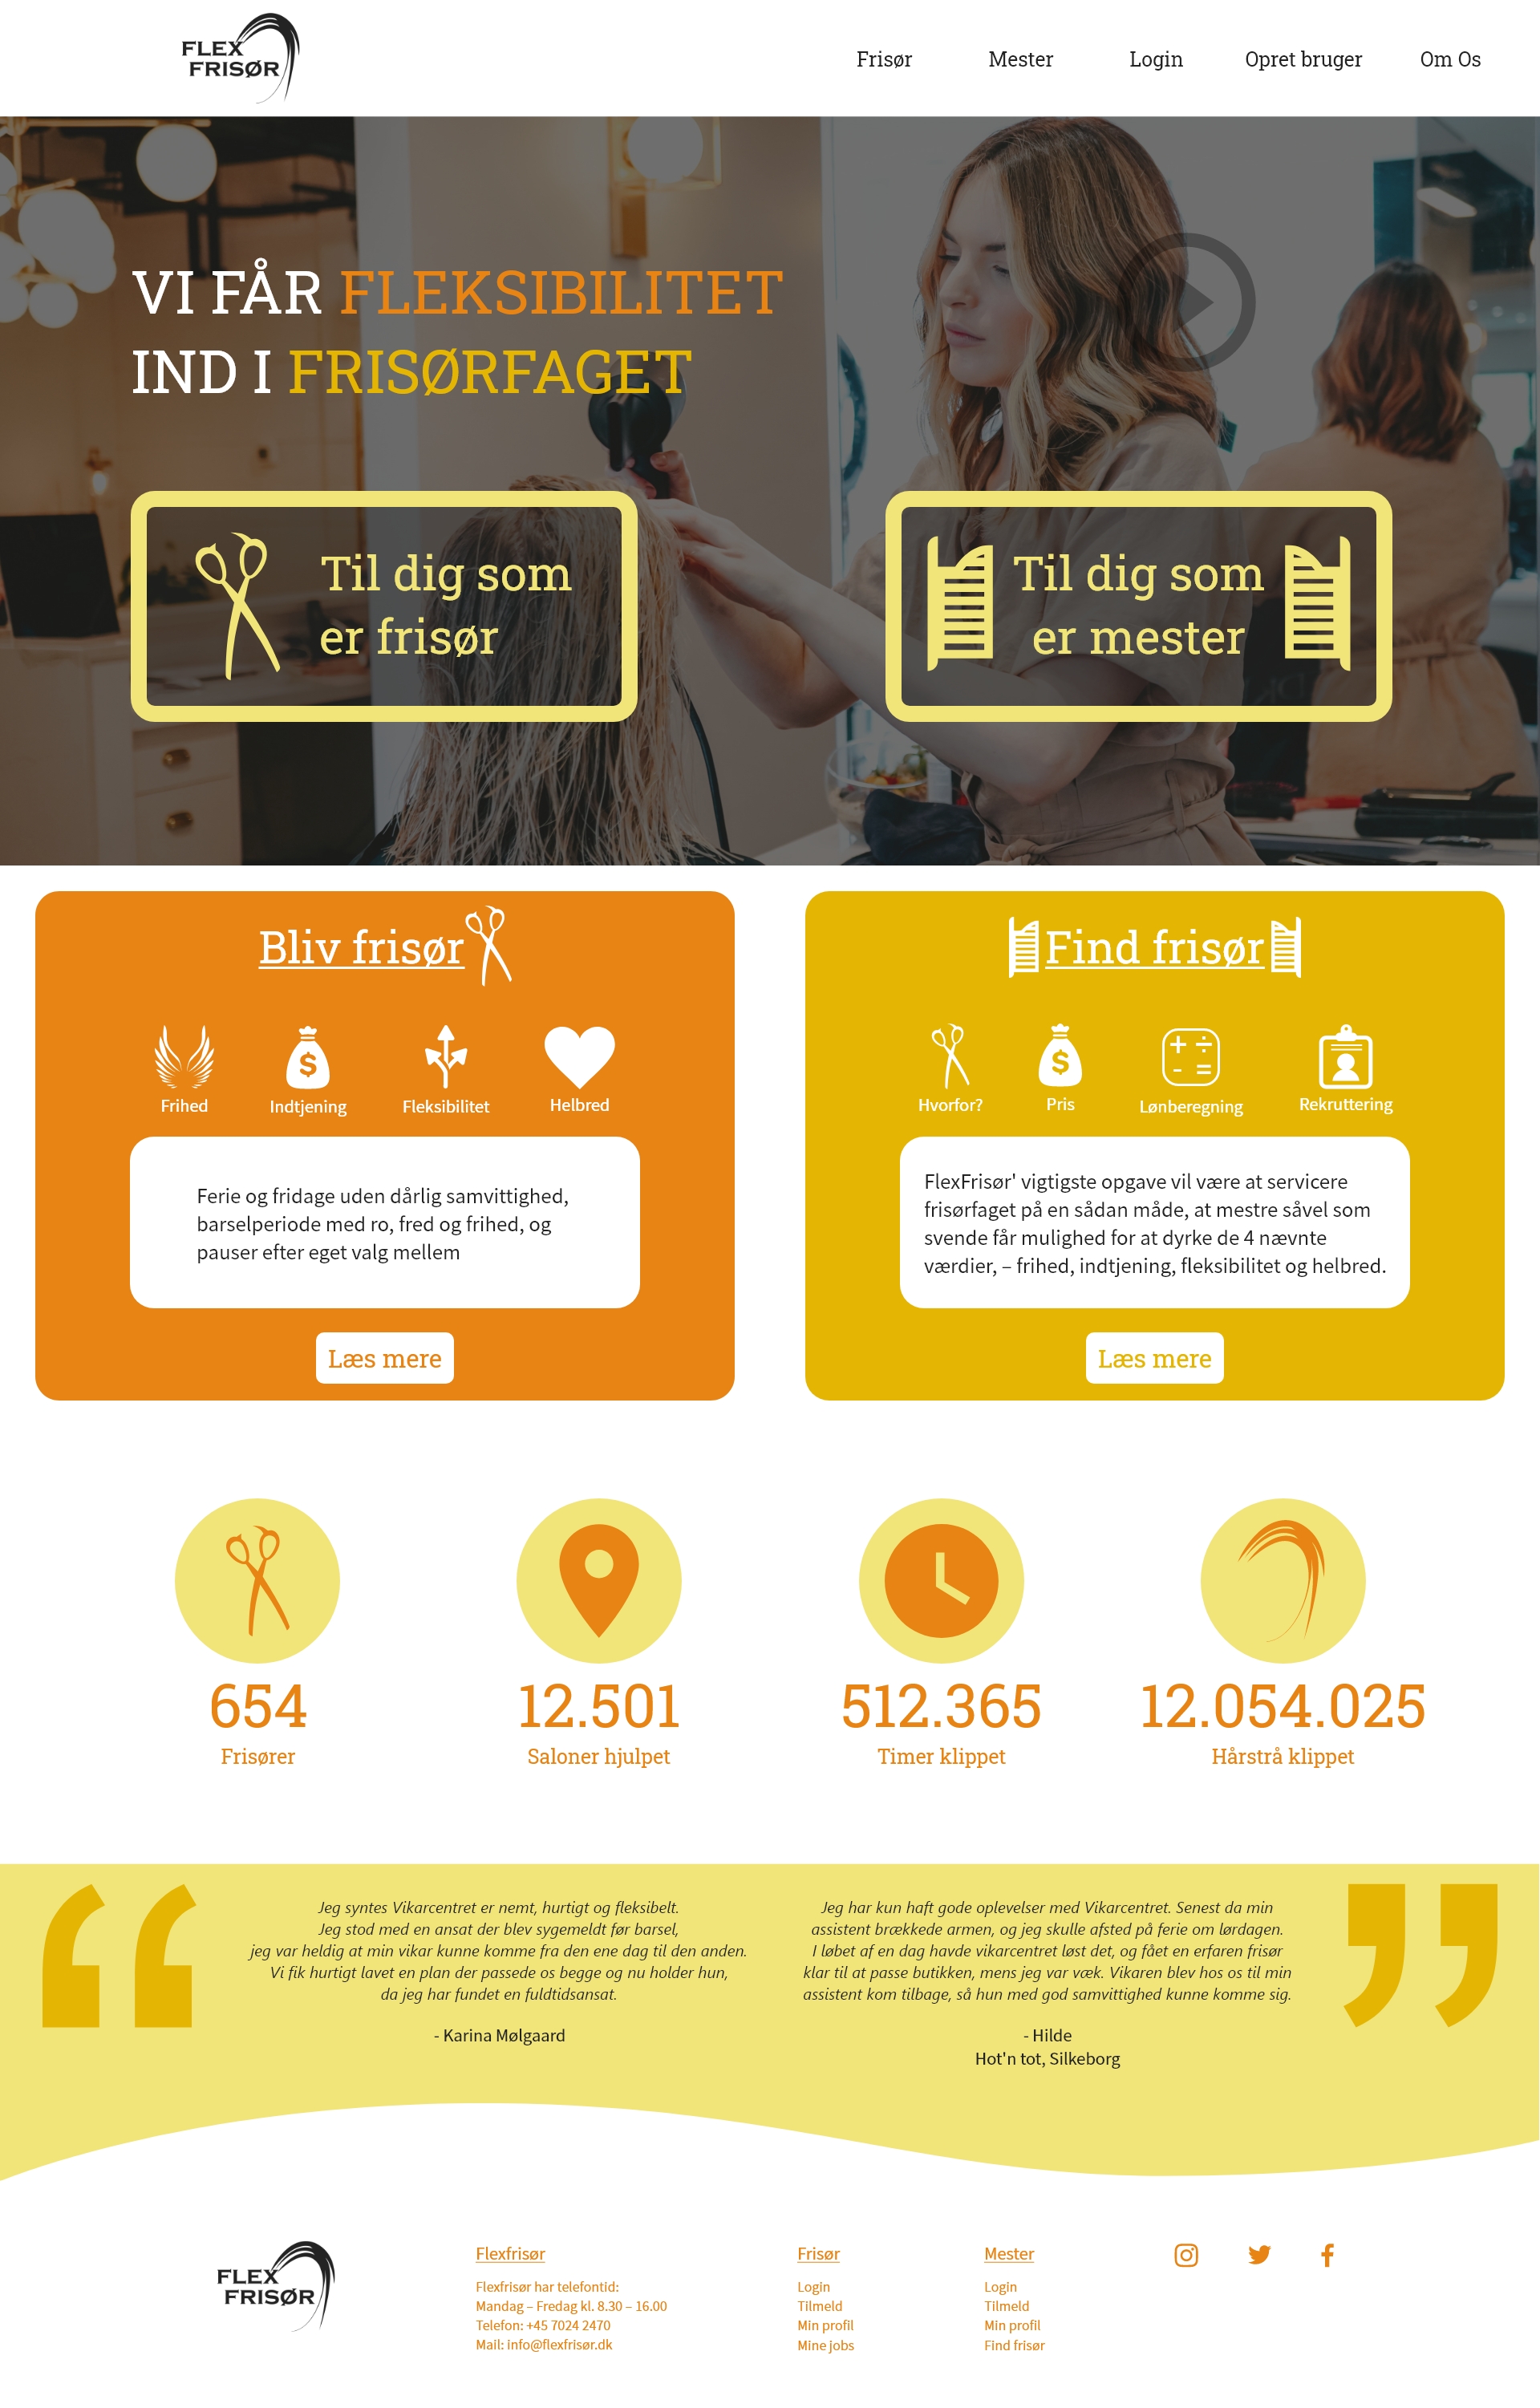 FLEX
FRISØR
Frisør
Mester
Login
Opret bruger
Om Os
VI FÅR FLEKSIBILITET
IND I FRISØRFAGET
Til dig som
er frisør
Til dig som
er mester
Bliv frisør
Frihed
Indtjening
Fleksibilitet
Helbred
Ferie og fridage uden dårlig samvittighed,
barselperiode med ro, fred og frihed, og
pauser efter eget valg mellem
Læs mere
Find frisør
Hvorfor?
Pris
Lønberegning
Rekruttering
FlexFrisør' vigtigste opgave vil være at servicere
frisørfaget på en sådan måde, at mestre såvel som
svende får mulighed for at dyrke de 4 nævnte
værdier, – frihed, indtjening, fleksibilitet og helbred.
Læs mere
654
Frisører
12.501
Saloner hjulpet
512.365
Timer klippet
12.054.025
Hårstrå klippet
Jeg syntes Vikarcentret er nemt, hurtigt og fleksibelt.
Jeg stod med en ansat der blev sygemeldt før barsel,
jeg var heldig at min vikar kunne komme fra den ene dag til den anden.
Vi fik hurtigt lavet en plan der passede os begge og nu holder hun,
da jeg har fundet en fuldtidsansat.
- Karina Mølgaard
Jeg har kun haft gode oplevelser med Vikarcentret. Senest da min
assistent brækkede armen, og jeg skulle afsted på ferie om lørdagen.
I løbet af en dag havde vikarcentret løst det, og fået en erfaren frisør
klar til at passe butikken, mens jeg var væk. Vikaren blev hos os til min
assistent kom tilbage, så hun med god samvittighed kunne komme sig.
- Hilde
Hot'n tot, Silkeborg
FLEX
FRISØR
Flexfrisør
Flexfrisør har telefontid:
Mandag – Fredag kl. 8.30 – 16.00
Telefon: +45 7024 2470
Mail: info@flexfrisør.dk
Frisør
Login
Tilmeld
Min profil
Mine jobs
Mester
Login
Tilmeld
Min profil
Find frisør